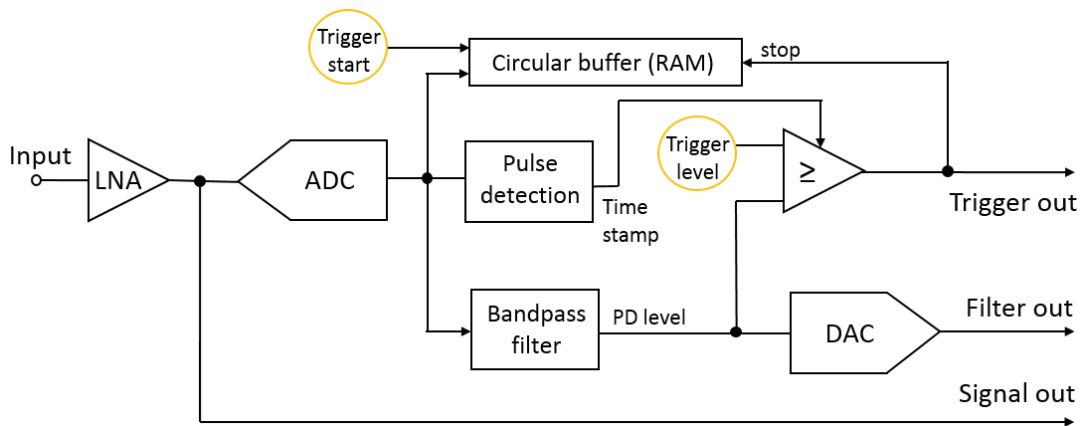 Trigger
start
Circular buffer (RAM)
stop
Input
LNA
ADC
Pulse
detection
Time
stamp
Trigger
level
≥
Trigger out
Bandpass
filter
PD level
DAC
Filter out
Signal out